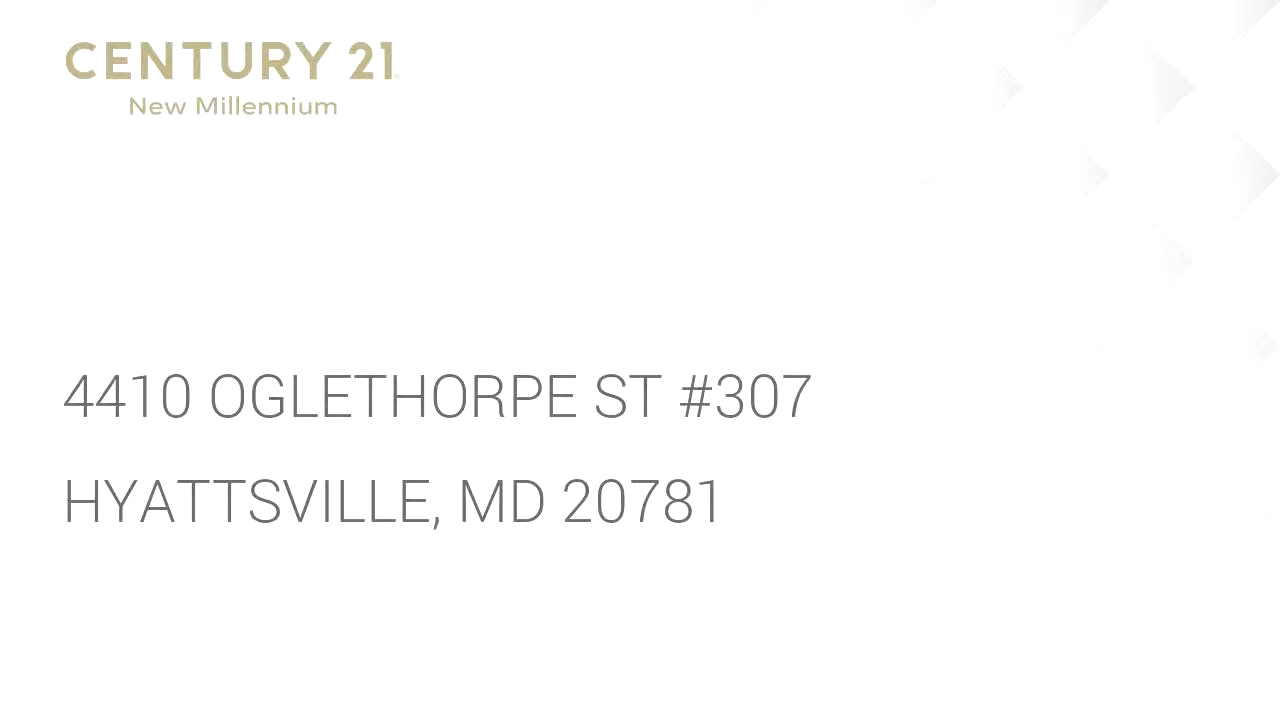 CENTURY 21
New Millennium
4410 OGLETHORPE ST #307
HYATTSVILLE, MD 20781